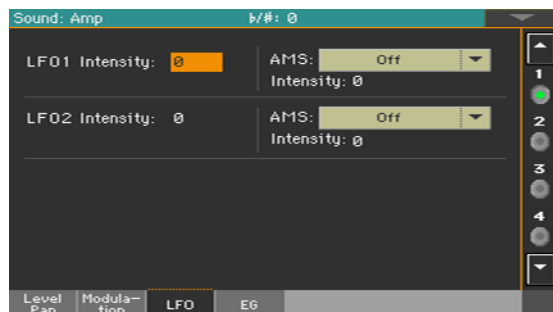 Sound: Amp ♭/#: 0
LFO1 Intensity: 0 AMS: Off
Intensity: 0
LFO2 Intensity: 0 AMS: Off
Intensity: 0
1
2
3
4
Level Pan Modula-tion LFO EG